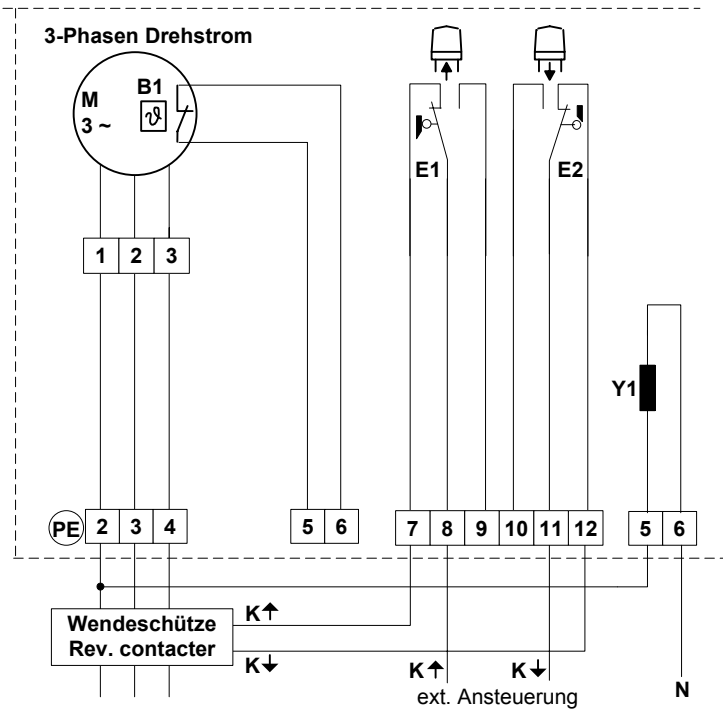 3-Phasen Drehstrom
M
3 ~
B1
ϑ
E1
E2
1 2 3
Y1
PE 2 3 4
5 6
7 8 9 10 11 12
5 6
Wendeschütze
Rev. contacter
K↑
K↓
K↑
K↓
ext. Ansteuerung
N